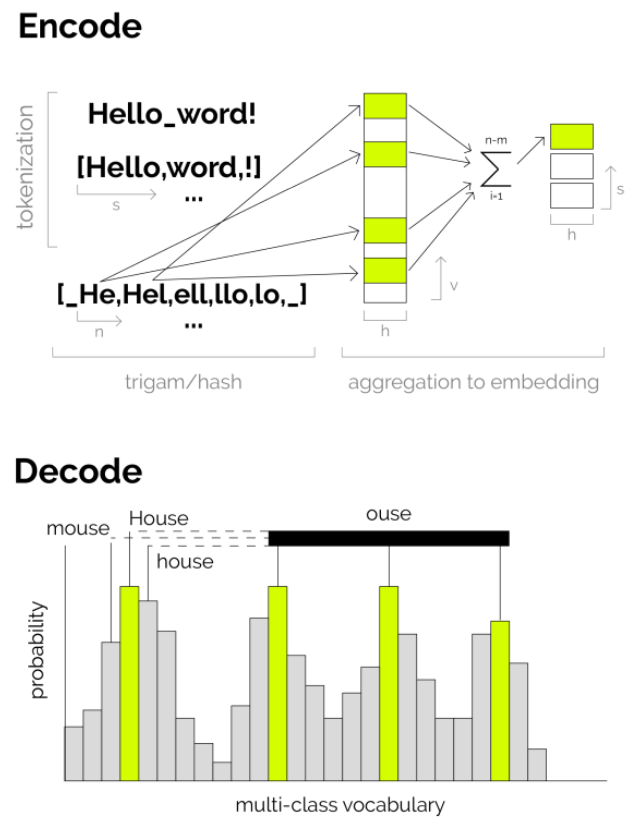 Encode
tokenization
Hello_word!
[Hello,word,!]
s
...
[_He,Hel,ell,llo,lo,_]
n
...
trigam/hash
v
h
n-m
∑
i=1
s
h
aggregation to embedding
Decode
mouse
House
house
ouse
probability
multi-class vocabulary